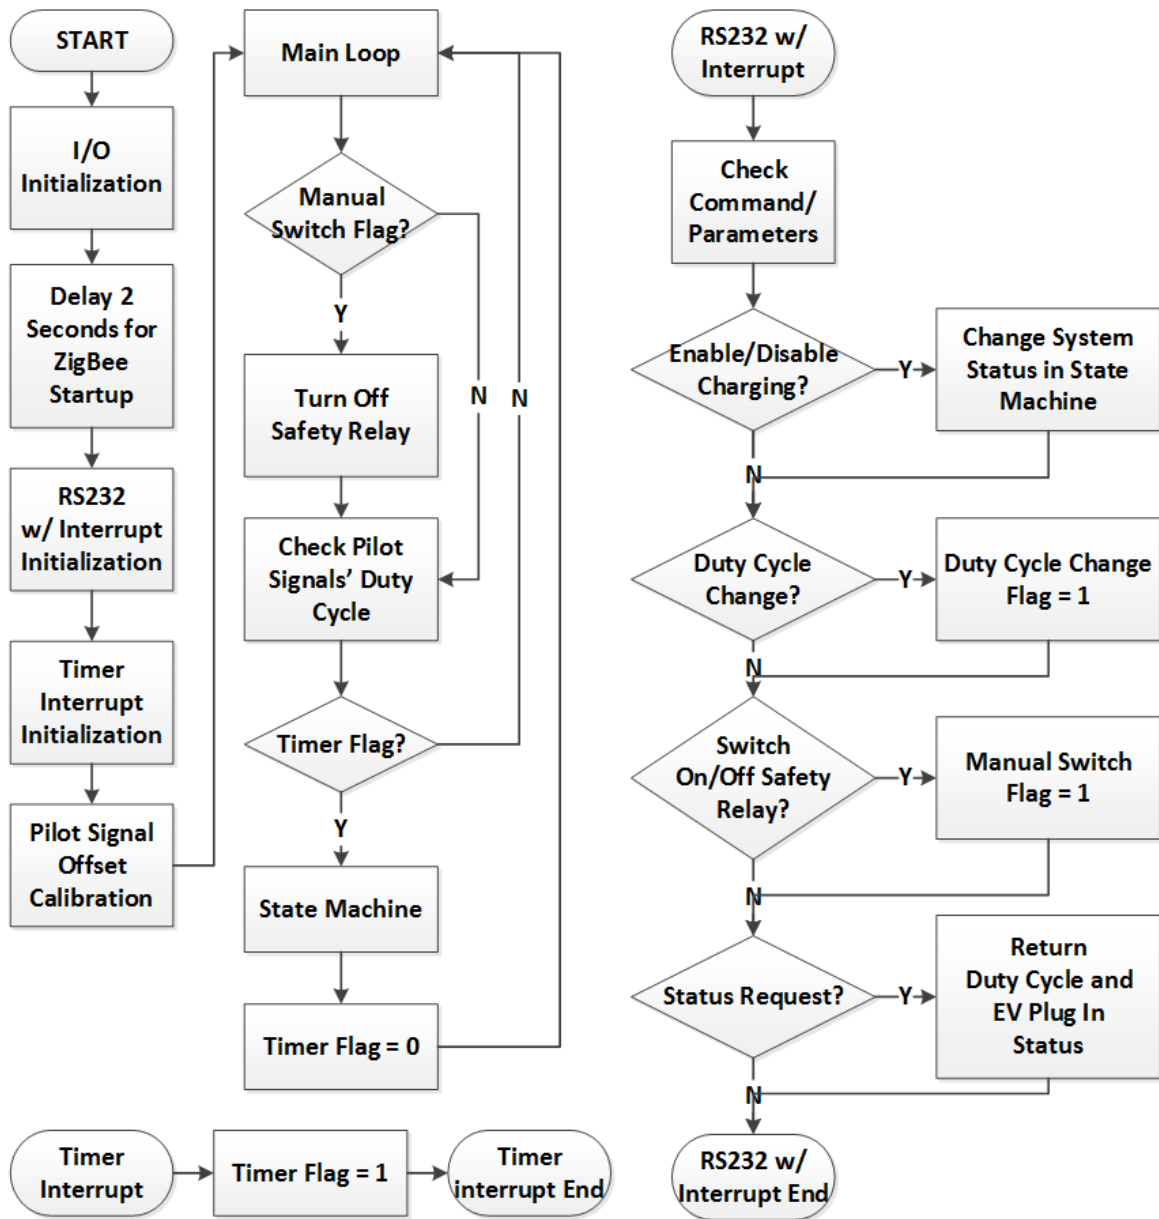 START
I/O
Initialization
Delay 2
Seconds for
ZigBee
Startup
RS232
w/ Interrupt
Initialization
Timer
Interrupt
Initialization
Pilot Signal
Offset
Calibration
Main Loop
Manual
Switch Flag?
Y
N
N
Turn Off
Safety Relay
Check Pilot
Signals' Duty
Cycle
Timer Flag?
Y
State Machine
Timer Flag = 0
Timer
Interrupt
Timer Flag = 1
Timer
interrupt End
RS232 w/
Interrupt
Check
Command/
Parameters
Enable/Disable
Charging?
Y
Change System
Status in State
Machine
N
Duty Cycle
Change?
Y
Duty Cycle Change
Flag = 1
N
Switch
On/Off Safety
Relay?
Y
Manual Switch
Flag = 1
N
Status Request?
Y
Return
Duty Cycle and
EV Plug In
Status
N
RS232 w/
Interrupt End